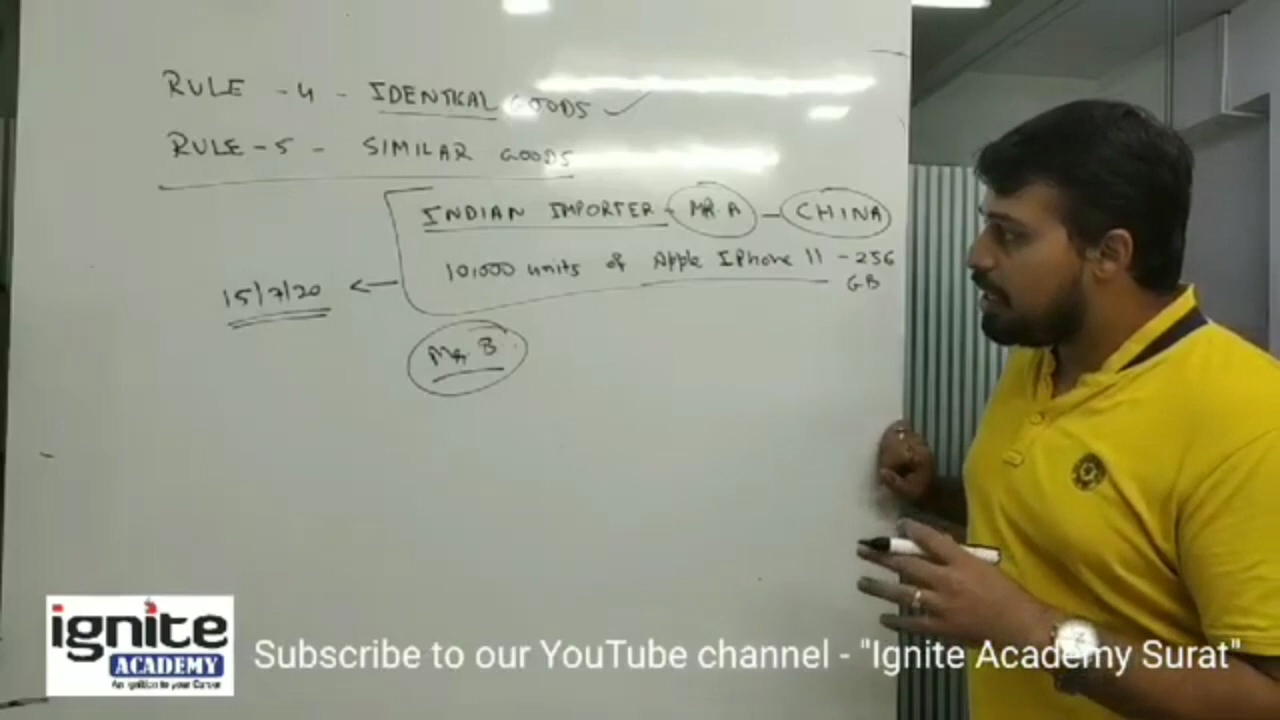 RULE - 4 - IDENTICAL GOODS ✓
RULE - 5 - SIMILAR GOODS
INDIAN IMPORTER - MR. A - CHINA
10,000 units of Apple IPhone 11 - 256 GB
15/7/20 ←
Mr. B
ignite
ACADEMY
An Ignition to your Career
Subscribe to our YouTube channel - "Ignite Academy Surat"